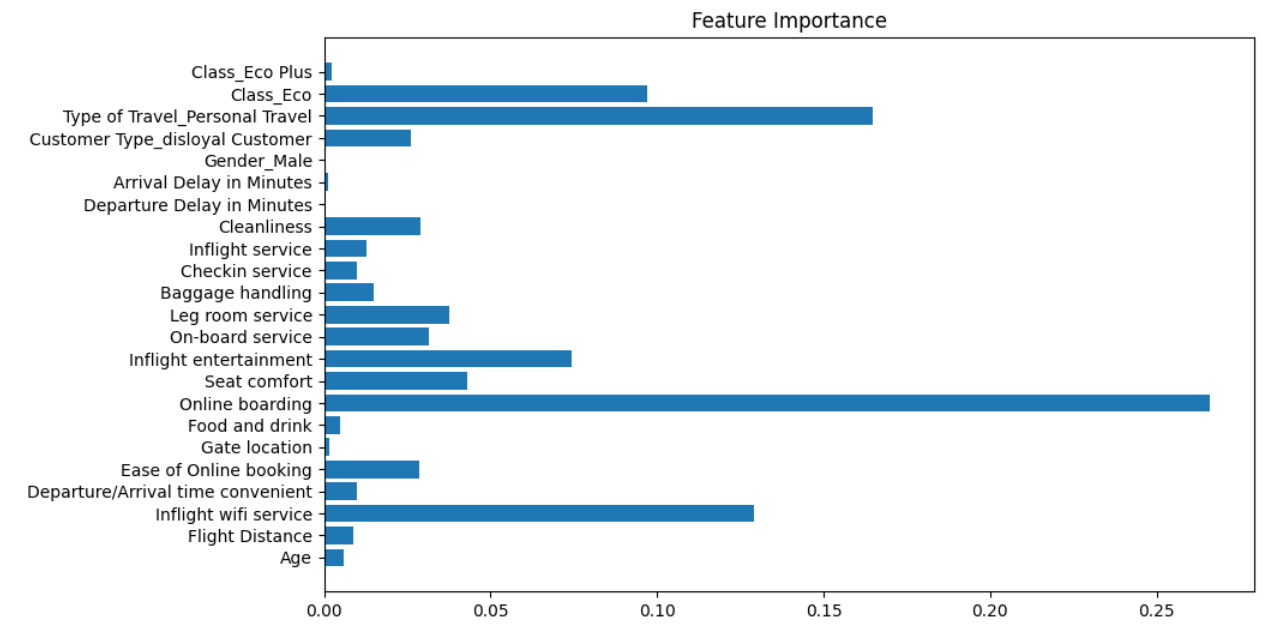 Feature Importance
Class_Eco Plus
Class_Eco
Type of Travel_Personal Travel
Customer Type_disloyal Customer
Gender_Male
Arrival Delay in Minutes
Departure Delay in Minutes
Cleanliness
Inflight service
Checkin service
Baggage handling
Leg room service
On-board service
Inflight entertainment
Seat comfort
Online boarding
Food and drink
Gate location
Ease of Online booking
Departure/Arrival time convenient
Inflight wifi service
Flight Distance
Age
0.00 0.05 0.10 0.15 0.20 0.25